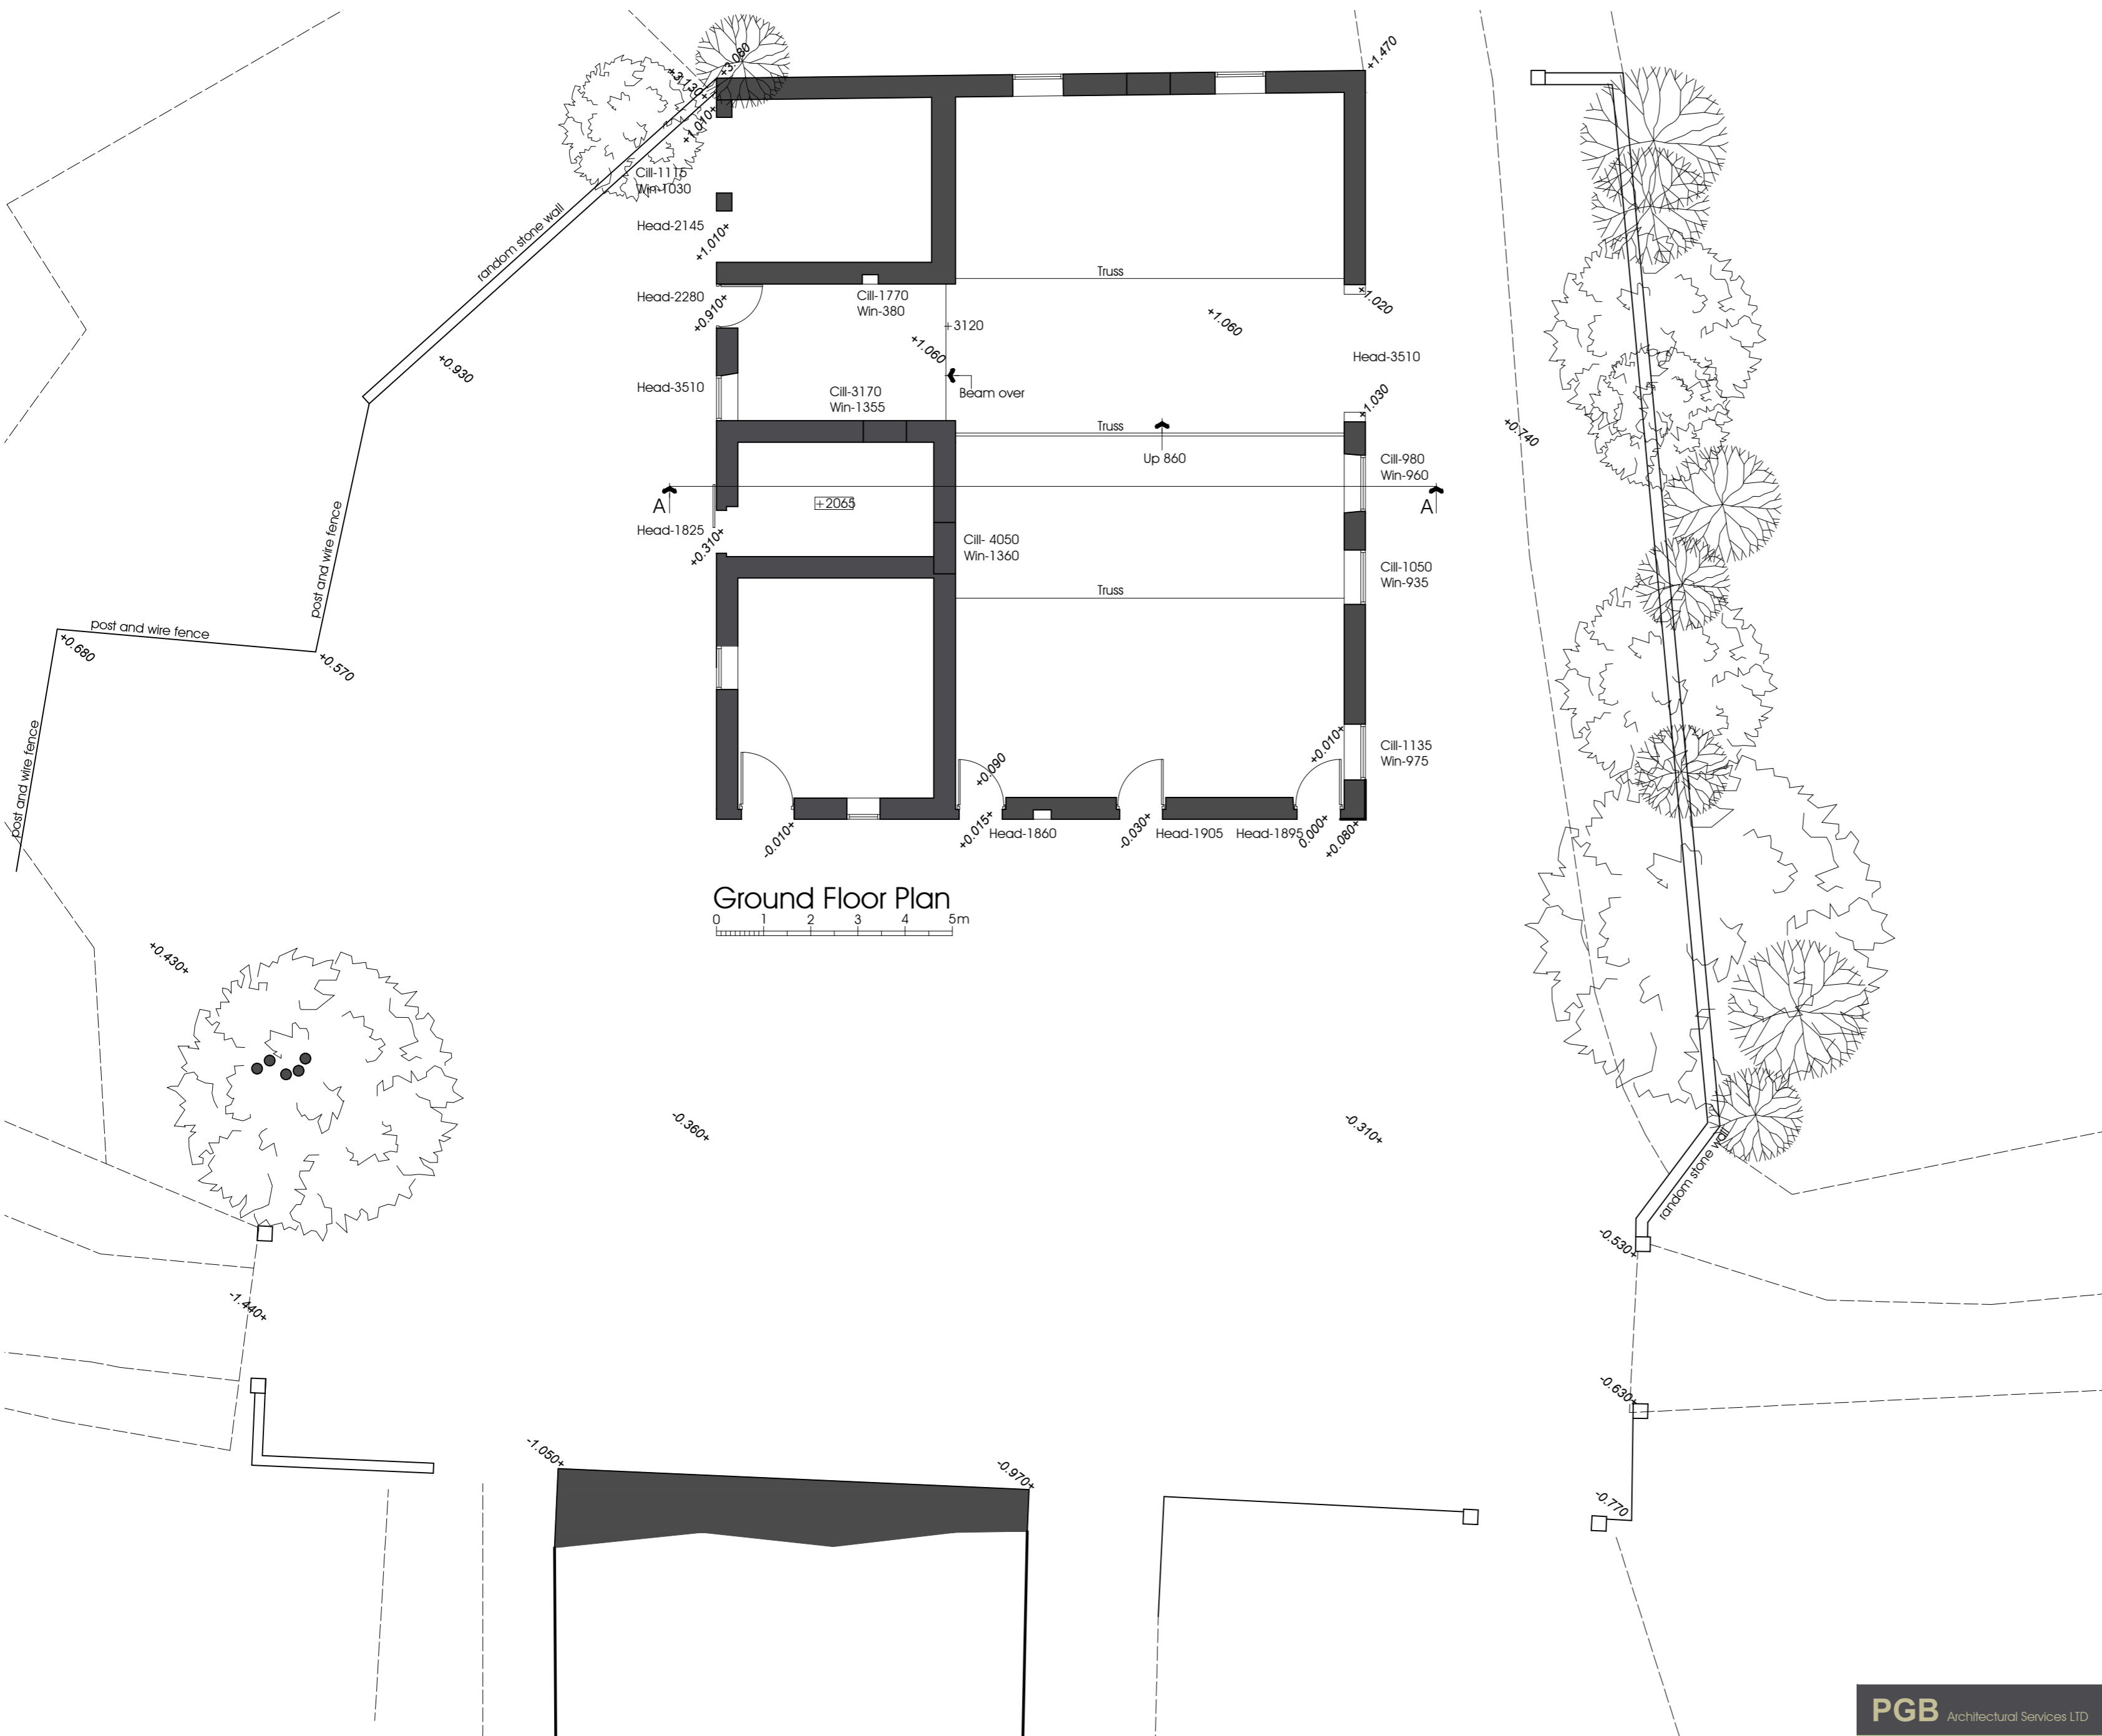 +3.080
+3.130+
+1.010+
+1.470
Cill-1115
Win-1030
random stone wall
Head-2145
+1.010+
Truss
Head-2280
+0.910+
Cill-1770
Win-380
+3120
+1.060
+1.060
+1.020
+0.930
Head-3510
Head-3510
Cill-3170
Win-1355
Beam over
+1.030
Truss
+0.740
Up 860
Cill-980
Win-960
A
+2065
A
Head-1825
+0.310+
Cill- 4050
Win-1360
Cill-1050
Win-935
post and wire fence
Truss
post and wire fence
+0.680
+0.570
post and wire fence
+0.090
+0.010+
Cill-1135
Win-975
-0.010+
+0.015+
Head-1860
-0.030+
Head-1905
Head-1895
0.000+
+0.080+
Ground Floor Plan
0 1 2 3 4 5m
+0.430+
-0.360+
-0.310+
random stone wall
-0.530+
-1.440+
-0.630+
-1.050+
-0.970+
-0.770
PGB Architectural Services LTD